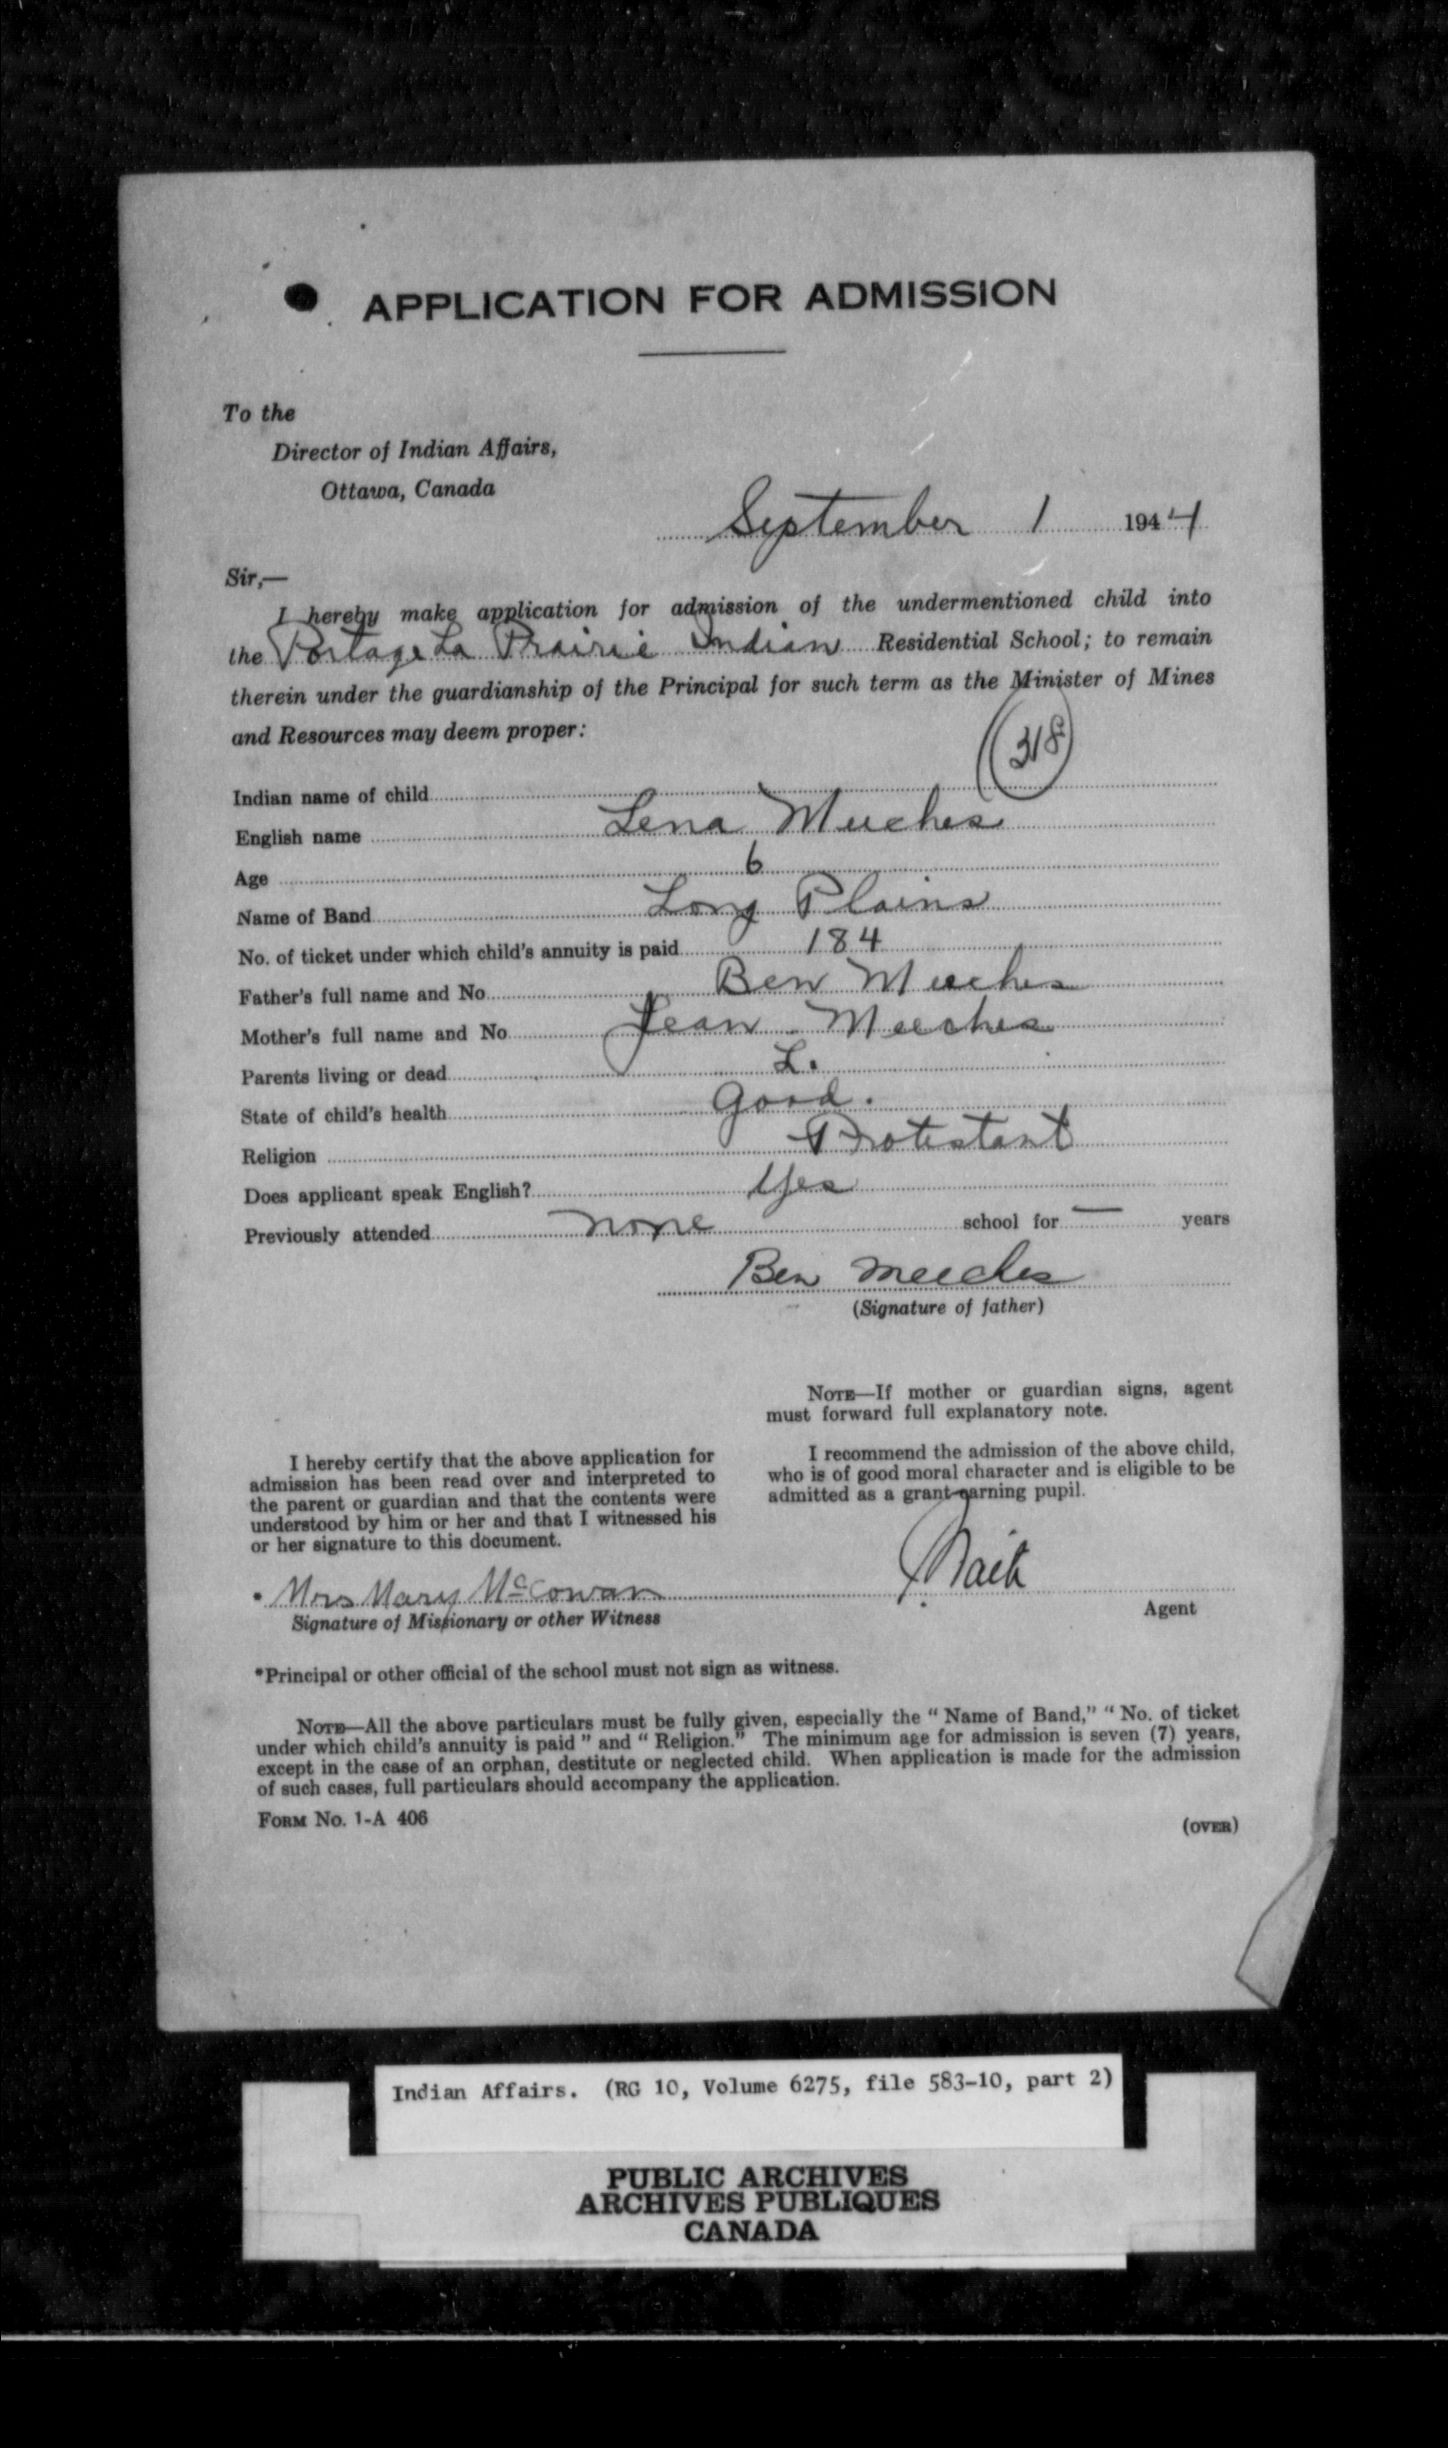 APPLICATION FOR ADMISSION
To the
Director of Indian Affairs,
Ottawa, Canada
September 1 1944
Sir,—
I hereby make application for admission of the undermentioned child into
the Portage La Prairie Indian Residential School; to remain
therein under the guardianship of the Principal for such term as the Minister of Mines
and Resources may deem proper:
318
Indian name of child
English name Lena Meeches
Age 6
Name of Band Long Plains
No. of ticket under which child's annuity is paid 184
Father's full name and No Ben Meeches
Mother's full name and No Jean Meeches
Parents living or dead L.
State of child's health Good.
Religion Protestant
Does applicant speak English? Yes
Previously attended none school for — years
Ben Meeches
(Signature of father)
NOTE—If mother or guardian signs, agent
must forward full explanatory note.
I hereby certify that the above application for
admission has been read over and interpreted to
the parent or guardian and that the contents were
understood by him or her and that I witnessed his
or her signature to this document.
I recommend the admission of the above child,
who is of good moral character and is eligible to be
admitted as a grant-earning pupil.
* Mrs Mary McCowan
Signature of Missionary or other Witness
Agent
*Principal or other official of the school must not sign as witness.
NOTE—All the above particulars must be fully given, especially the "Name of Band," "No. of ticket
under which child's annuity is paid" and "Religion." The minimum age for admission is seven (7) years,
except in the case of an orphan, destitute or neglected child. When application is made for the admission
of such cases, full particulars should accompany the application.
FORM No. 1-A 406
(OVER)
Indian Affairs. (RG 10, Volume 6275, file 583-10, part 2)
PUBLIC ARCHIVES
ARCHIVES PUBLIQUES
CANADA